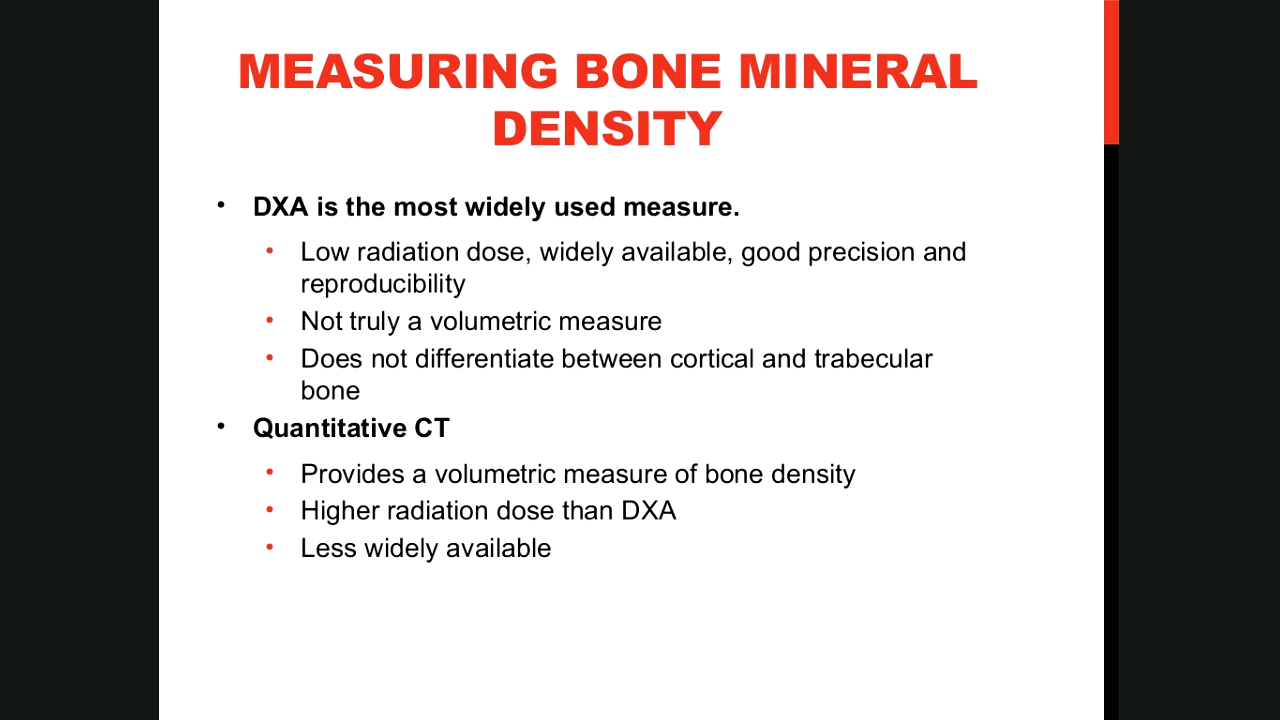 MEASURING BONE MINERAL
DENSITY
• DXA is the most widely used measure.
• Low radiation dose, widely available, good precision and
reproducibility
• Not truly a volumetric measure
• Does not differentiate between cortical and trabecular
bone
• Quantitative CT
• Provides a volumetric measure of bone density
• Higher radiation dose than DXA
• Less widely available